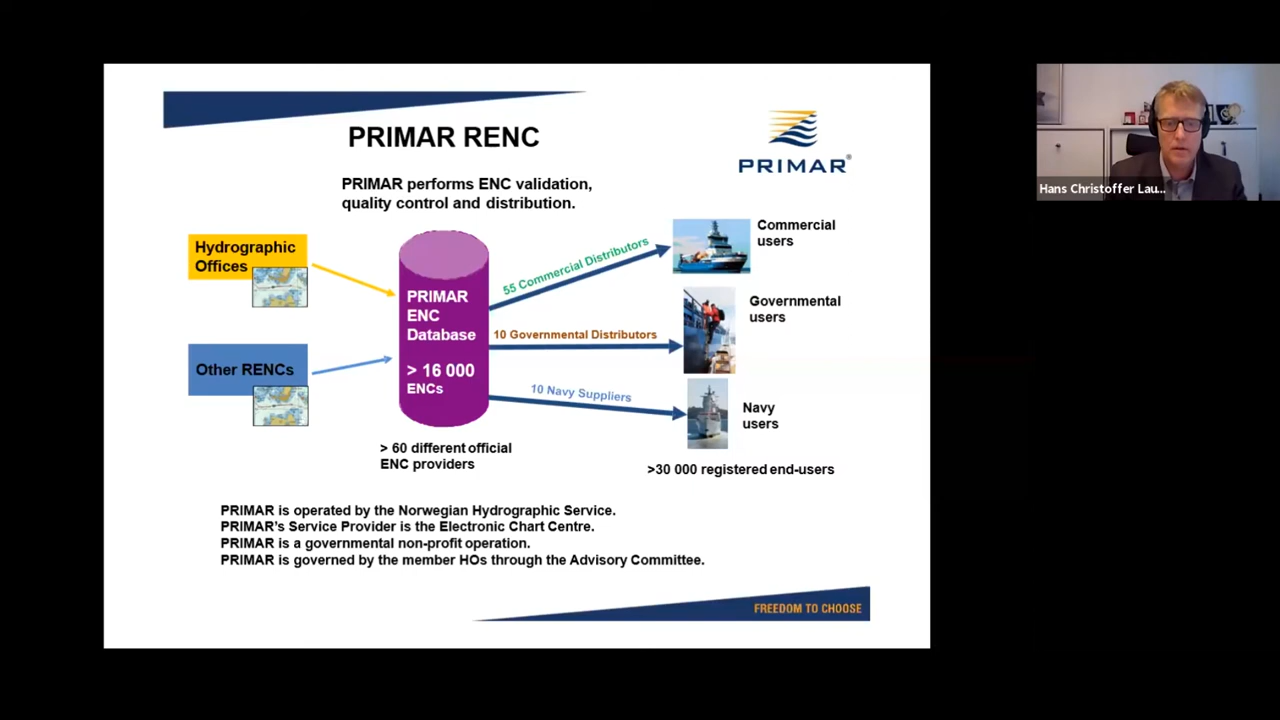 PRIMAR RENC
PRIMAR®
PRIMAR performs ENC validation,
quality control and distribution.
Hydrographic
Offices
Other RENCs
PRIMAR
ENC
Database
> 16 000
ENCs
> 60 different official
ENC providers
55 Commercial Distributors
10 Governmental Distributors
10 Navy Suppliers
Commercial
users
Governmental
users
Navy
users
>30 000 registered end-users
PRIMAR is operated by the Norwegian Hydrographic Service.
PRIMAR's Service Provider is the Electronic Chart Centre.
PRIMAR is a governmental non-profit operation.
PRIMAR is governed by the member HOs through the Advisory Committee.
FREEDOM TO CHOOSE
Hans Christoffer Lau...